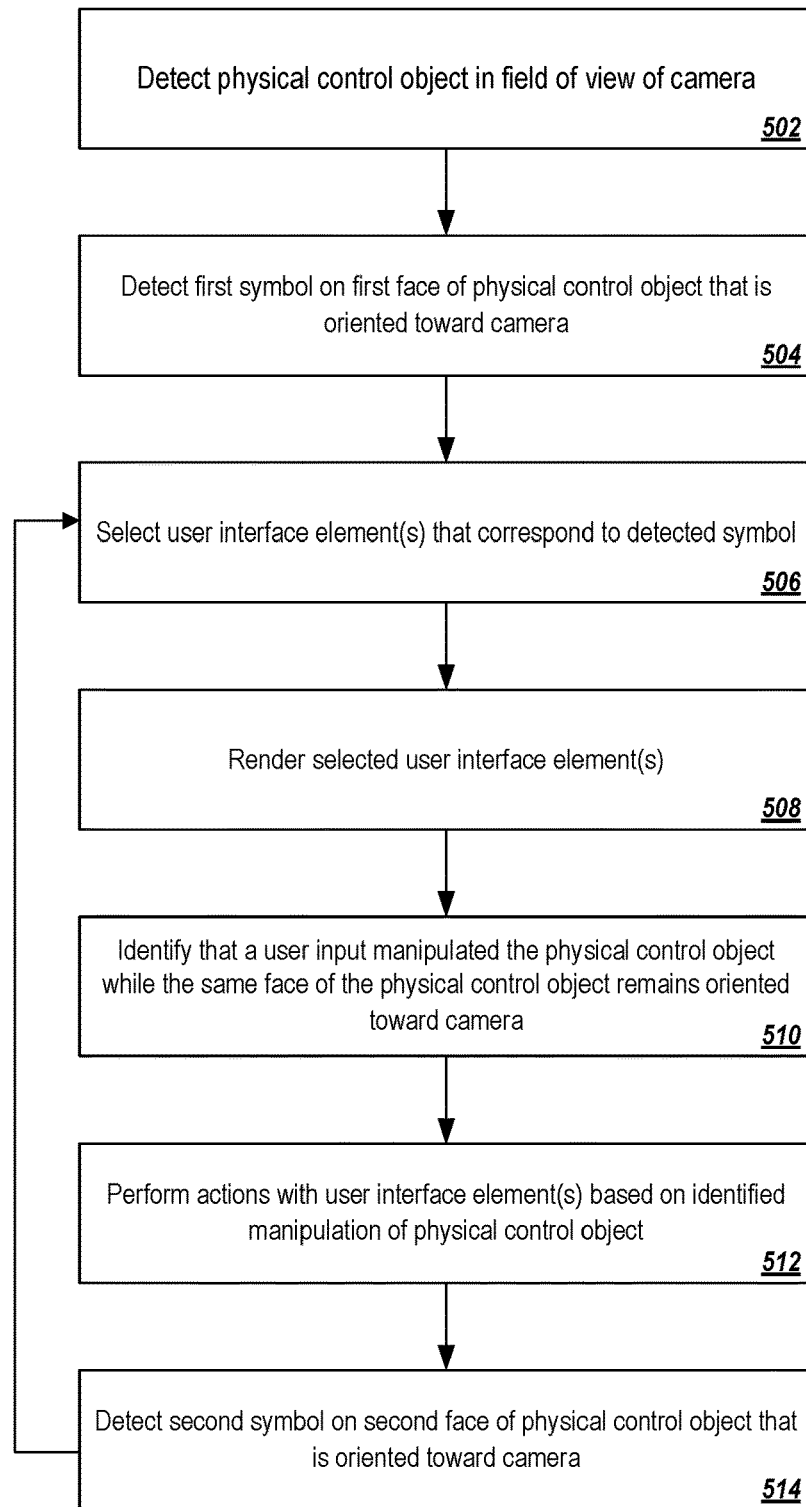 Detect physical control object in field of view of camera
502
Detect first symbol on first face of physical control object that is
oriented toward camera
504
Select user interface element(s) that correspond to detected symbol
506
Render selected user interface element(s)
508
Identify that a user input manipulated the physical control object
while the same face of the physical control object remains oriented
toward camera
510
Perform actions with user interface element(s) based on identified
manipulation of physical control object
512
Detect second symbol on second face of physical control object that
is oriented toward camera
514